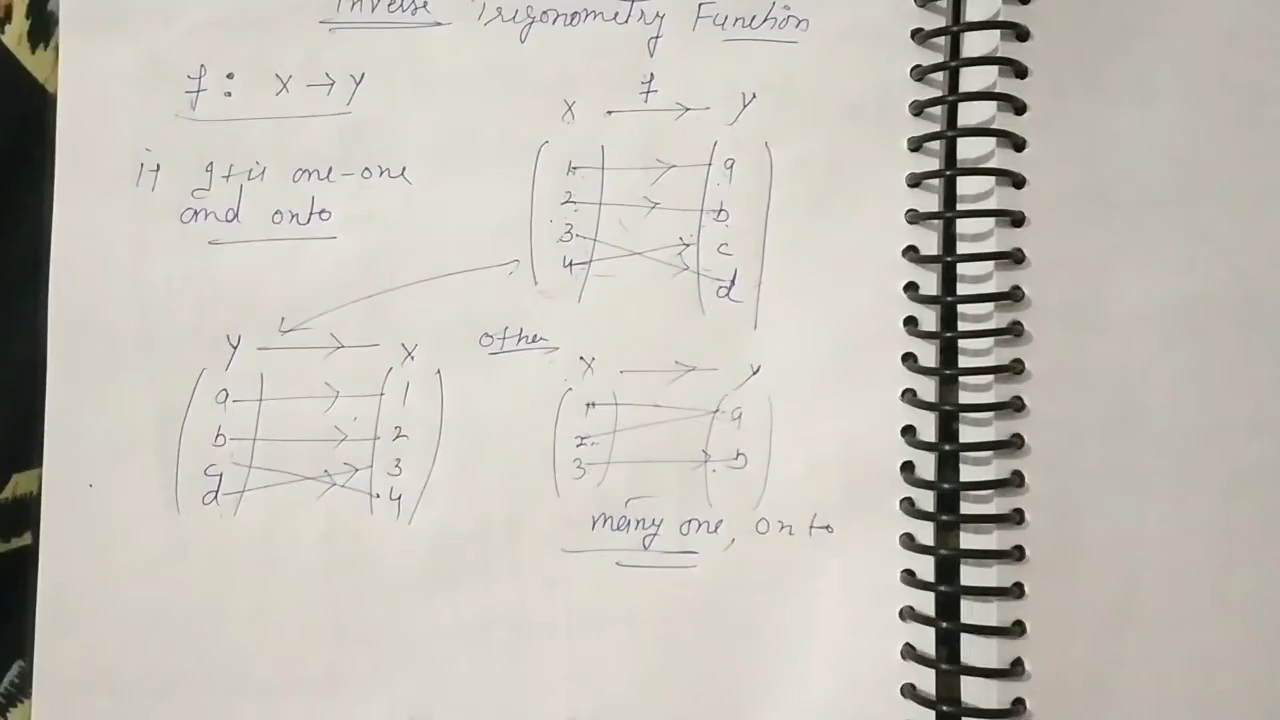 Inverse Trigonometry Function
f : X → Y
if It is one-one
and onto
X f Y
1 a
2 b
3 c
4 d
Y X
a 1
b 2
c 3
d 4
other
X Y
1 a
2
3 b
many one, onto